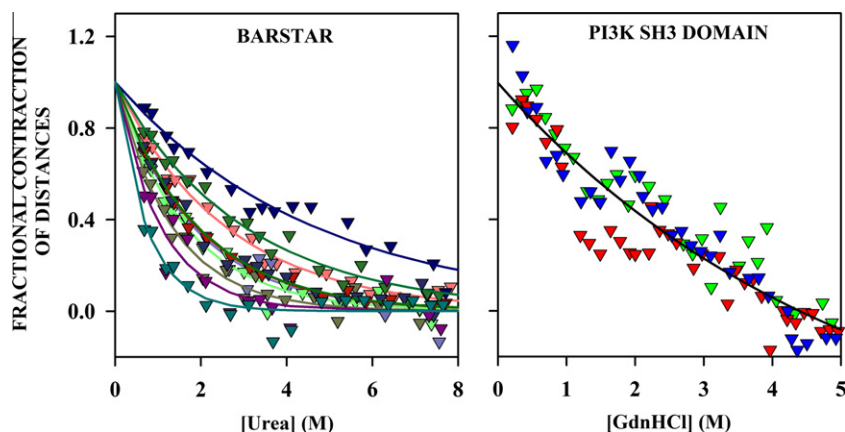 FRACTIONAL CONTRACTION
OF DISTANCES
1.2
0.8
0.4
0.0
BARSTAR
0 2 4 6 8
[Urea] (M)
PI3K SH3 DOMAIN
0 1 2 3 4 5
[GdnHCl] (M)